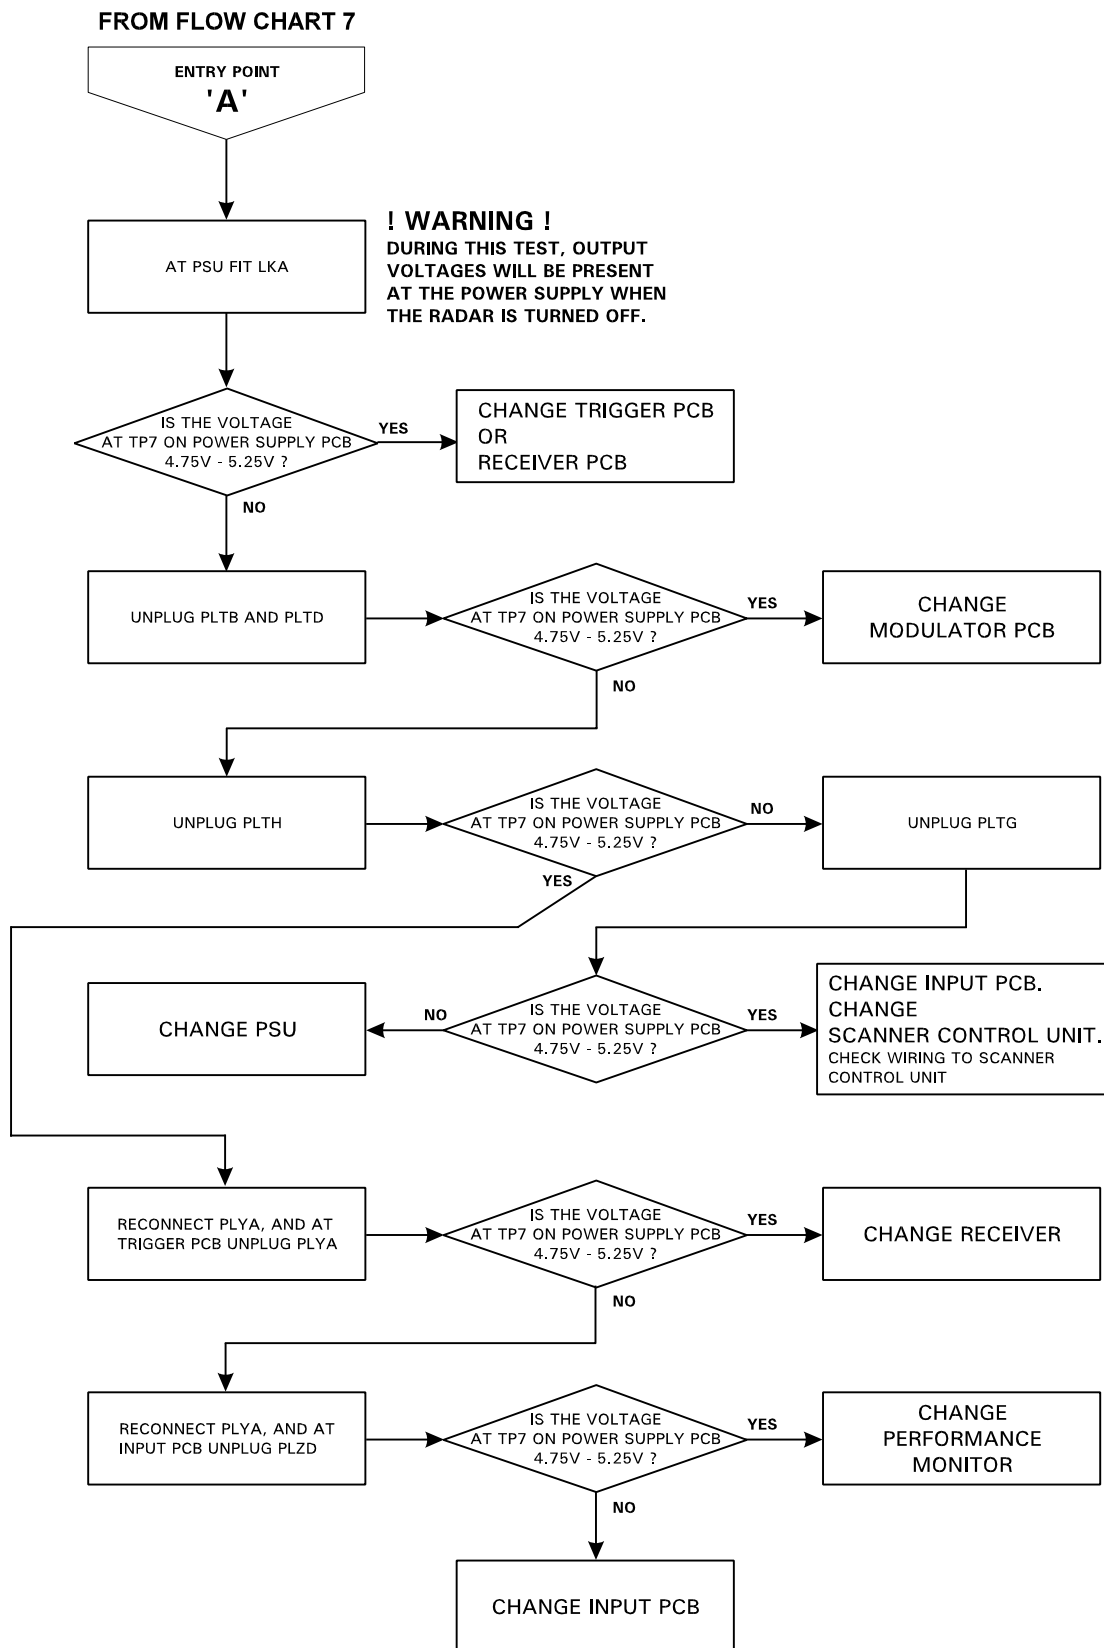 FROM FLOW CHART 7
ENTRY POINT
'A'
AT PSU FIT LKA
! WARNING !
DURING THIS TEST, OUTPUT
VOLTAGES WILL BE PRESENT
AT THE POWER SUPPLY WHEN
THE RADAR IS TURNED OFF.
IS THE VOLTAGE
AT TP7 ON POWER SUPPLY PCB
4.75V - 5.25V ?
YES
CHANGE TRIGGER PCB
OR
RECEIVER PCB
NO
UNPLUG PLTB AND PLTD
IS THE VOLTAGE
AT TP7 ON POWER SUPPLY PCB
4.75V - 5.25V ?
YES
CHANGE
MODULATOR PCB
NO
UNPLUG PLTH
IS THE VOLTAGE
AT TP7 ON POWER SUPPLY PCB
4.75V - 5.25V ?
NO
UNPLUG PLTG
YES
CHANGE PSU
NO
IS THE VOLTAGE
AT TP7 ON POWER SUPPLY PCB
4.75V - 5.25V ?
YES
CHANGE INPUT PCB.
CHANGE
SCANNER CONTROL UNIT.
CHECK WIRING TO SCANNER
CONTROL UNIT
RECONNECT PLYA, AND AT
TRIGGER PCB UNPLUG PLYA
IS THE VOLTAGE
AT TP7 ON POWER SUPPLY PCB
4.75V - 5.25V ?
YES
CHANGE RECEIVER
NO
RECONNECT PLYA, AND AT
INPUT PCB UNPLUG PLZD
IS THE VOLTAGE
AT TP7 ON POWER SUPPLY PCB
4.75V - 5.25V ?
YES
CHANGE
PERFORMANCE
MONITOR
NO
CHANGE INPUT PCB